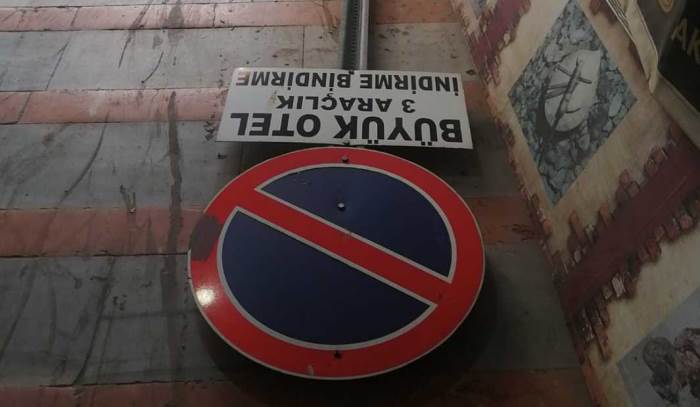 BÜYÜK OTEL
3 ARAÇLIK
İNDİRME BİNDİRME